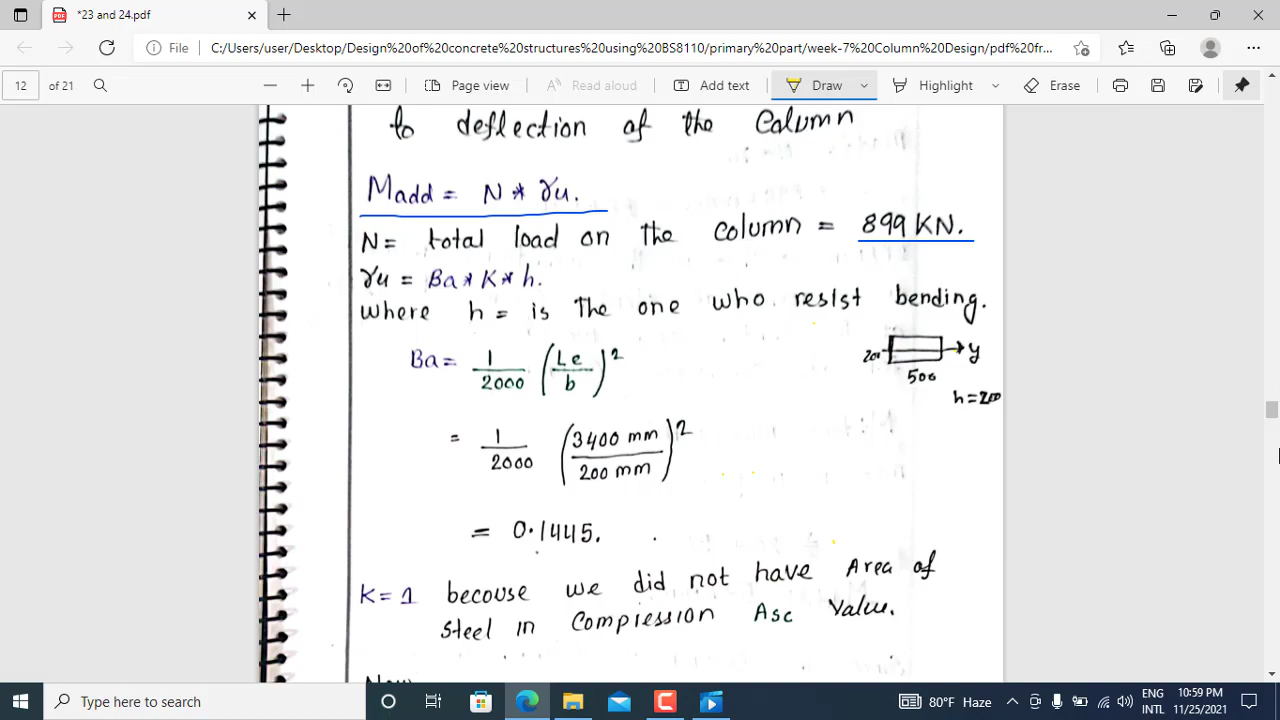 *23 and 24.pdf
File
C:/Users/user/Desktop/Design%20of%20concrete%20structures%20using%20BS8110/primary%20part/week-7%20Column%20Design/pdf%20fr...
12 of 21
Page view
Read aloud
Add text
Draw
Highlight
Erase
to deflection of the Column
Madd = N * ɣu.
N = total load on the column = 899 KN.
ɣu = Ba * K * h.
where h = is the one who resist bending.
Ba = 1/2000 (Le/b)²
200
y
500
h=200
= 1/2000 (3400 mm/200 mm)²
= 0.1445.
K = 1 becouse we did not have Area of
steel in Compression Asc Value.
Now
Type here to search
80°F Haze
ENG
INTL
4:59 PM
11/25/2021